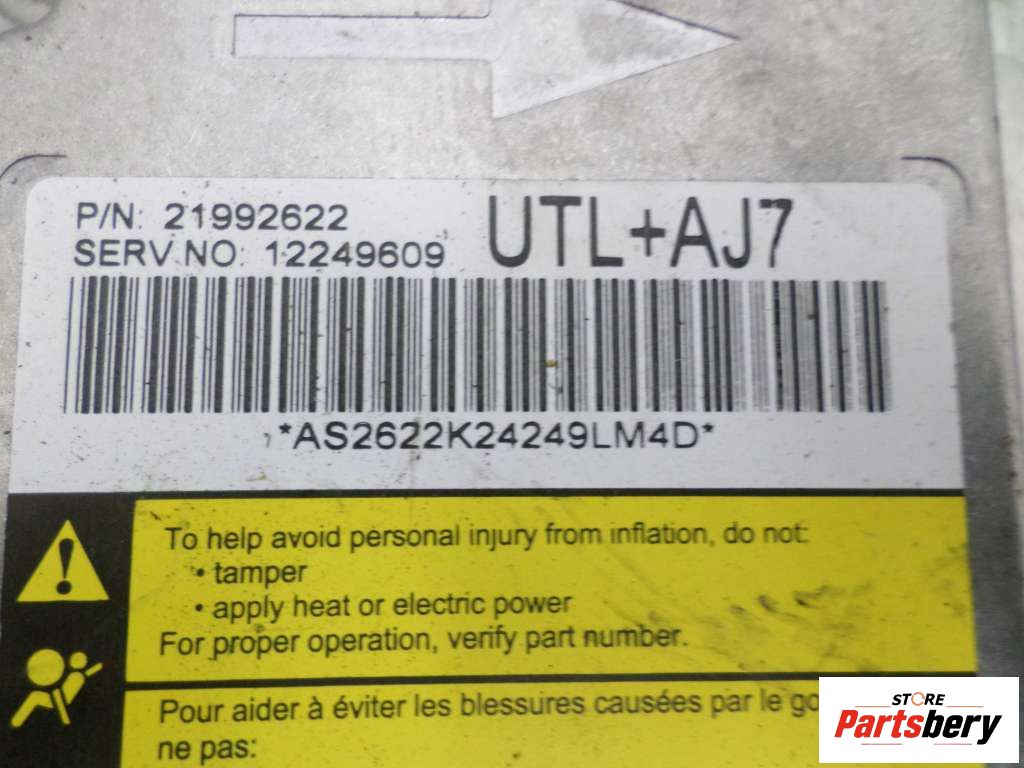 P/N: 21992622
SERV.NO: 12249609
UTL+AJ7
*AS2622K24249LM4D*
To help avoid personal injury from inflation, do not:
• tamper
• apply heat or electric power
For proper operation, verify part number.
Pour aider à éviter les blessures causées par le
ne pas:
STORE
Partsbery